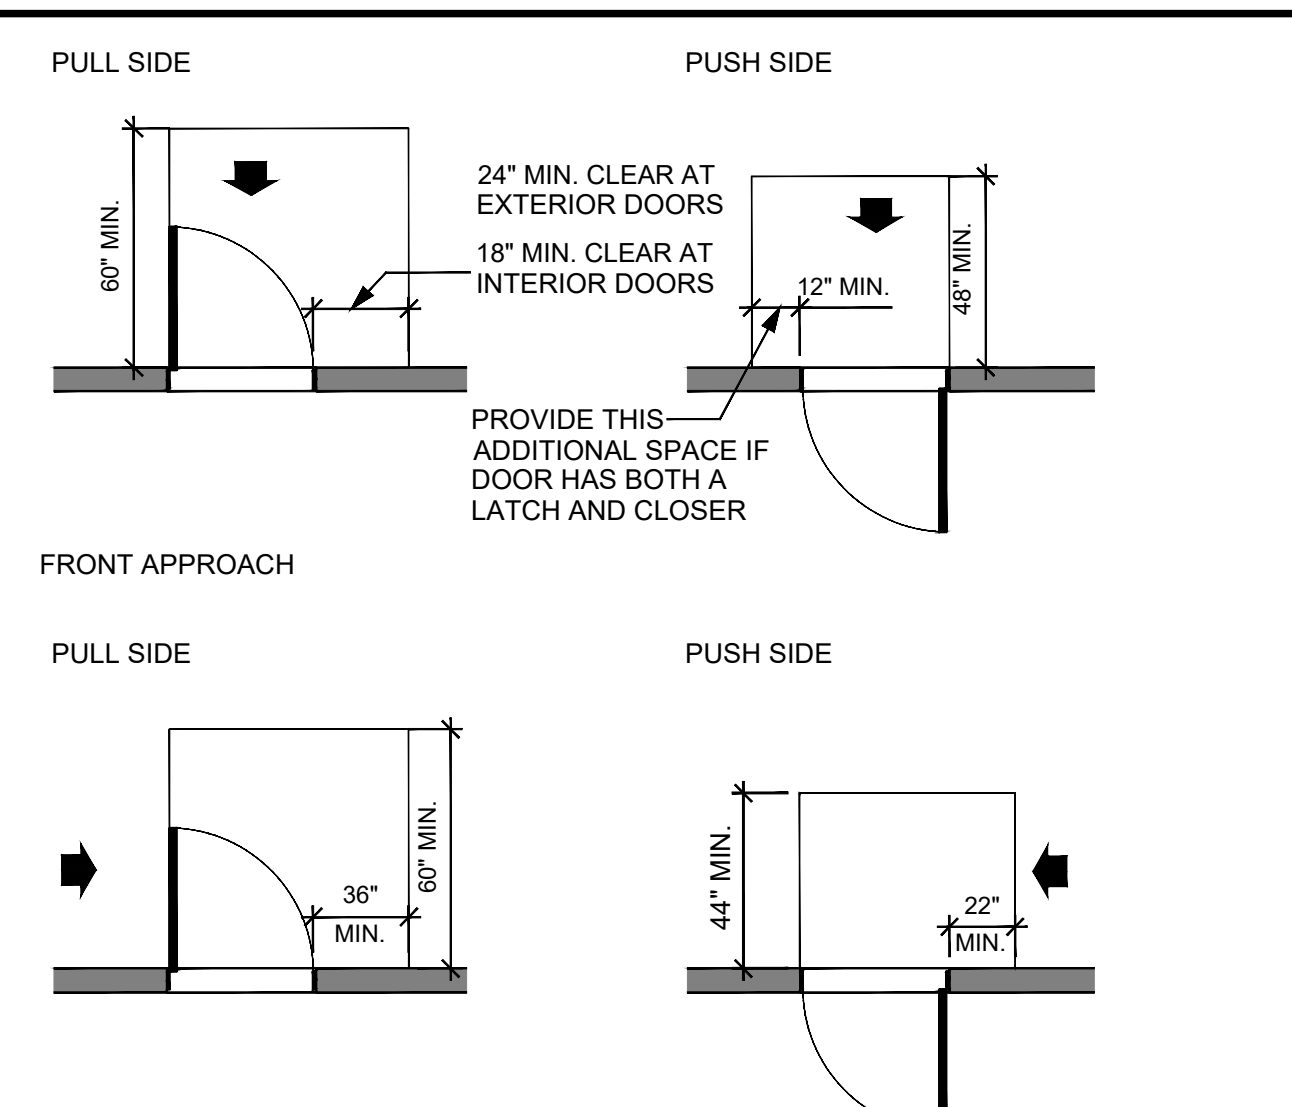 PULL SIDE
PUSH SIDE
60" MIN.
24" MIN. CLEAR AT
EXTERIOR DOORS
18" MIN. CLEAR AT
INTERIOR DOORS
12" MIN.
48" MIN.
PROVIDE THIS
ADDITIONAL SPACE IF
DOOR HAS BOTH A
LATCH AND CLOSER
FRONT APPROACH
PULL SIDE
PUSH SIDE
36"
MIN.
60" MIN.
44" MIN.
22"
MIN.